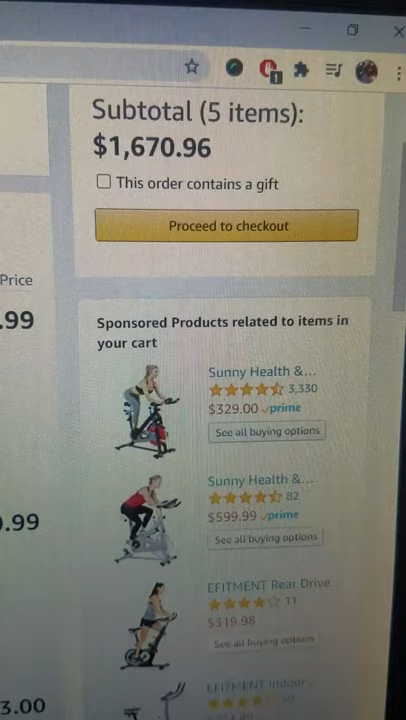 Subtotal (5 items):
$1,670.96
This order contains a gift
Proceed to checkout
Price
.99
Sponsored Products related to items in
your cart
Sunny Health &...
3,330
$329.00 prime
See all buying options
Sunny Health &...
82
$599.99 prime
See all buying options
.99
EFITMENT Rear Drive
11
$319.98
See all buying options
EFITMENT Indoor
3.00
1